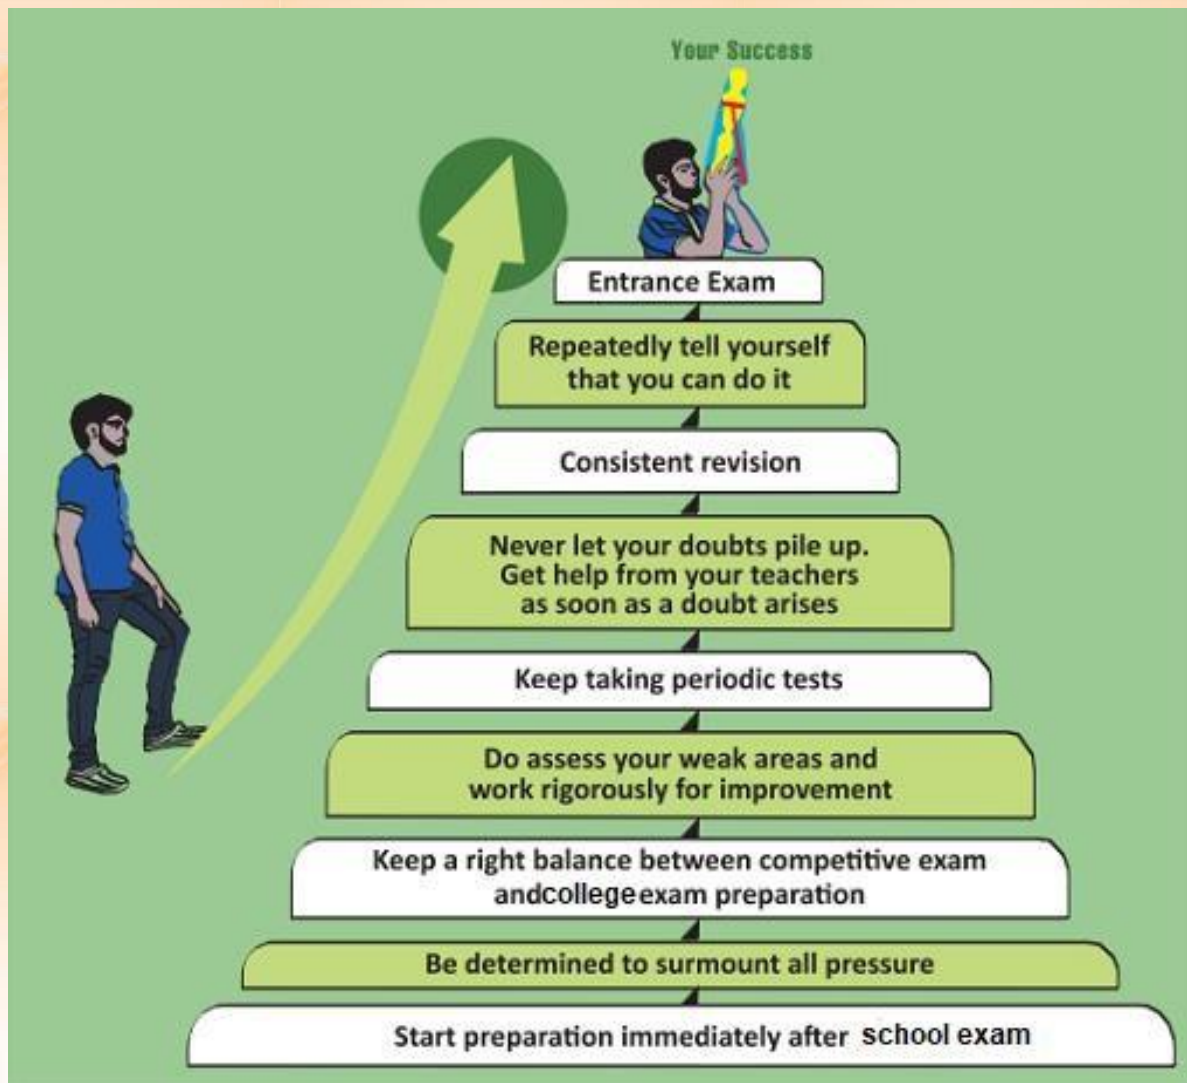 Your Success
Entrance Exam
Repeatedly tell yourself
that you can do it
Consistent revision
Never let your doubts pile up.
Get help from your teachers
as soon as a doubt arises
Keep taking periodic tests
Do assess your weak areas and
work rigorously for improvement
Keep a right balance between competitive exam
andcollege exam preparation
Be determined to surmount all pressure
Start preparation immediately after school exam